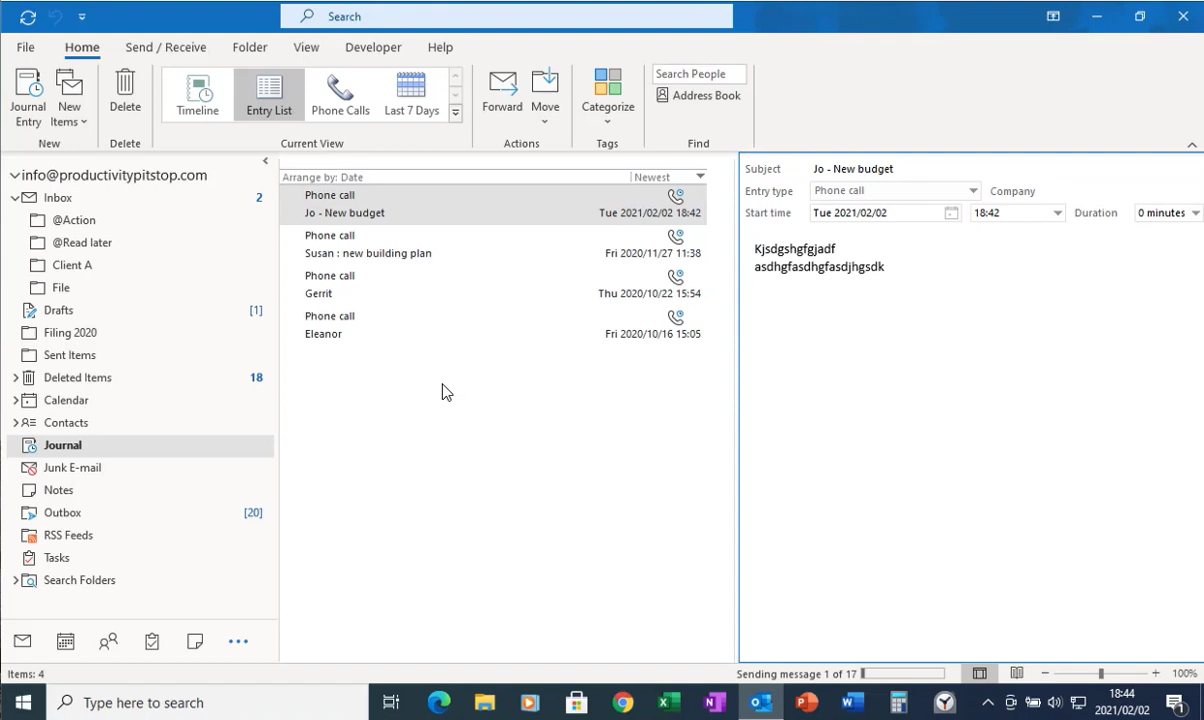 Search
File Home Send / Receive Folder View Developer Help
Journal Entry
New Items
Delete
Timeline
Entry List
Phone Calls
Last 7 Days
Forward
Move
Categorize
Search People
Address Book
New Delete Current View Actions Tags Find
info@productivitypitstop.com
Inbox 2
@Action
@Read later
Client A
File
Drafts [1]
Filing 2020
Sent Items
Deleted Items 18
Calendar
Contacts
Journal
Junk E-mail
Notes
Outbox [20]
RSS Feeds
Tasks
Search Folders
Arrange by: Date Newest
Phone call
Jo - New budget Tue 2021/02/02 18:42
Phone call
Susan : new building plan Fri 2020/11/27 11:38
Phone call
Gerrit Thu 2020/10/22 15:54
Phone call
Eleanor Fri 2020/10/16 15:05
Subject Jo - New budget
Entry type Phone call Company
Start time Tue 2021/02/02 18:42 Duration 0 minutes
Kjsdgshgfgjadf
asdhgfasdhgfasdjhgsdk
Items: 4 Sending message 1 of 17 100%
Type here to search
18:44
2021/02/02
1